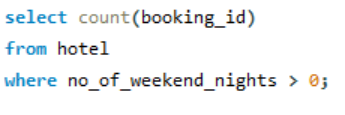 select count(booking_id)
from hotel
where no_of_weekend_nights > 0;